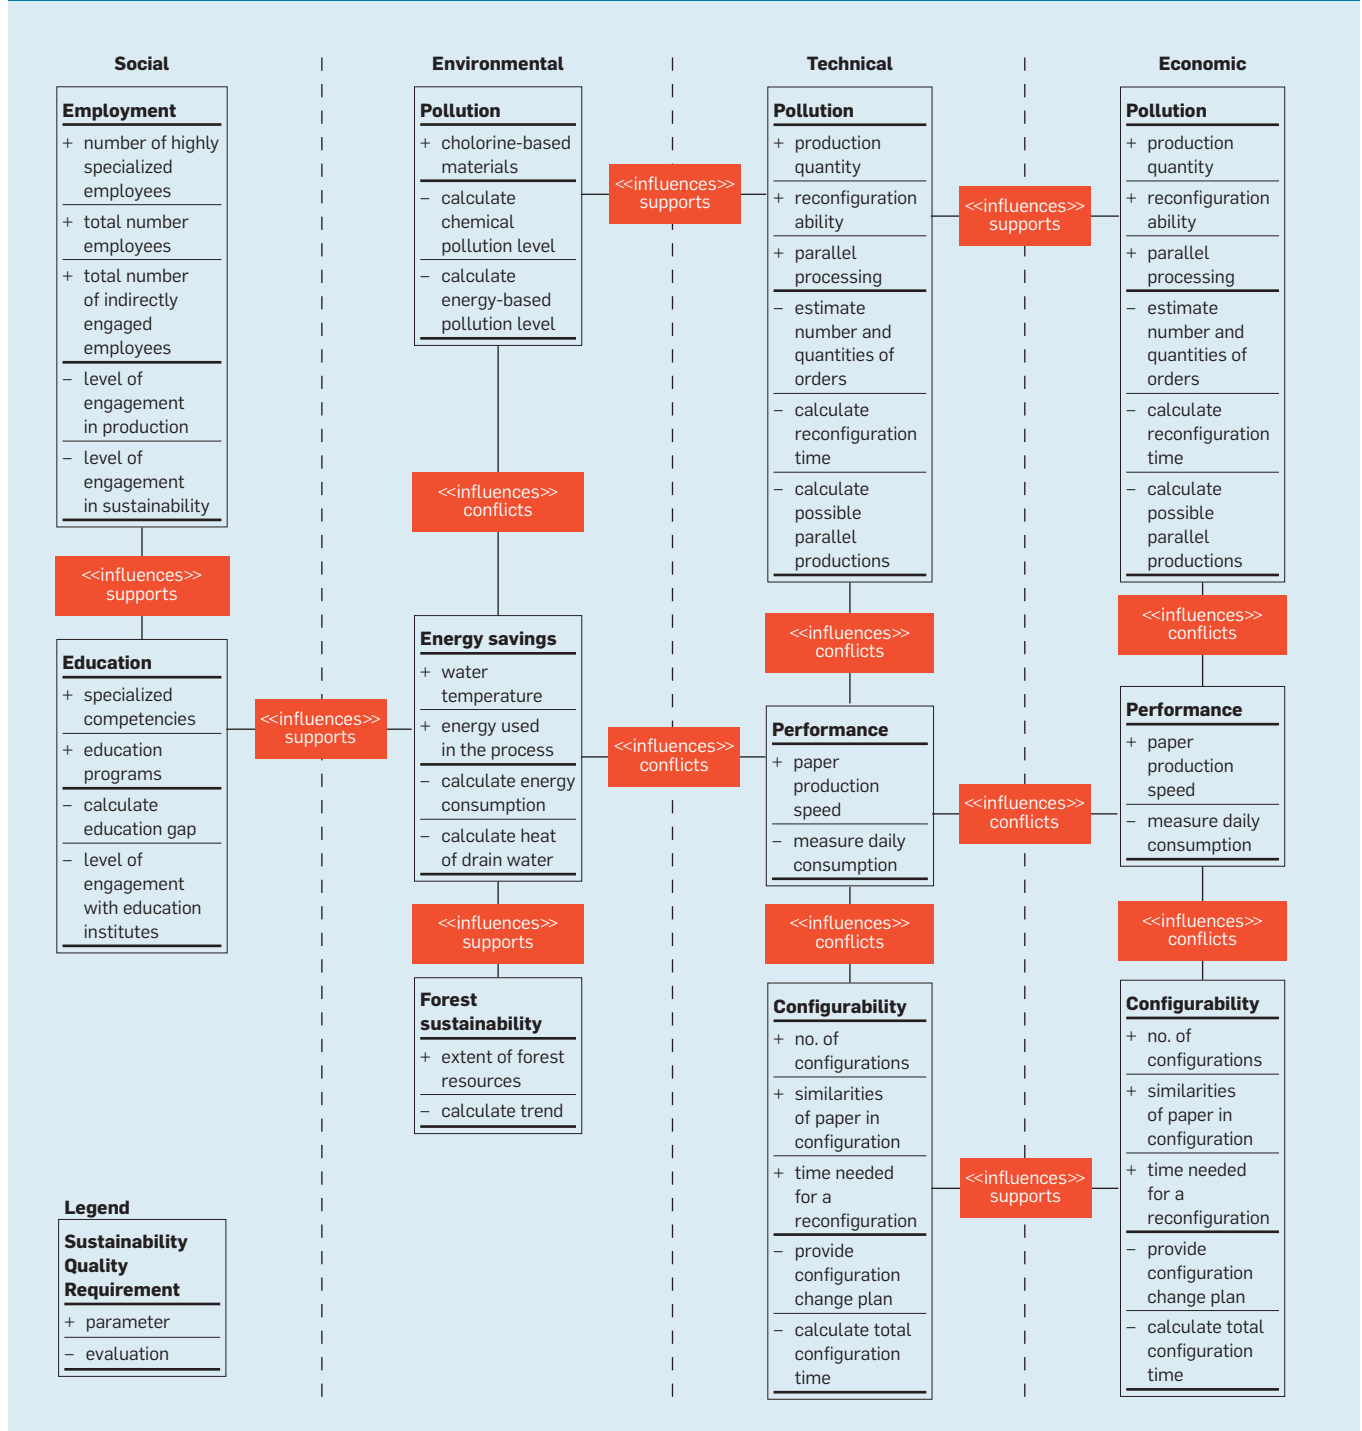 Social
Environmental
Technical
Economic
Employment
+ number of highly
specialized
employees
+ total number
employees
+ total number
of indirectly
engaged
employees
– level of
engagement
in production
– level of
engagement
in sustainability
<<influences>>
supports
Education
+ specialized
competencies
+ education
programs
– calculate
education gap
– level of
engagement
with education
institutes
<<influences>>
supports
Pollution
+ cholorine-based
materials
– calculate
chemical
pollution level
– calculate
energy-based
pollution level
<<influences>>
conflicts
Energy savings
+ water
temperature
+ energy used
in the process
– calculate energy
consumption
– calculate heat
of drain water
<<influences>>
supports
Forest
sustainability
+ extent of forest
resources
– calculate trend
<<influences>>
supports
<<influences>>
conflicts
Pollution
+ production
quantity
+ reconfiguration
ability
+ parallel
processing
– estimate
number and
quantities of
orders
– calculate
reconfiguration
time
– calculate
possible
parallel
productions
<<influences>>
conflicts
Performance
+ paper
production
speed
– measure daily
consumption
<<influences>>
conflicts
Configurability
+ no. of
configurations
+ similarities
of paper in
configuration
+ time needed
for a
reconfiguration
– provide
configuration
change plan
– calculate total
configuration
time
<<influences>>
supports
<<influences>>
conflicts
<<influences>>
supports
Pollution
+ production
quantity
+ reconfiguration
ability
+ parallel
processing
– estimate
number and
quantities of
orders
– calculate
reconfiguration
time
– calculate
possible
parallel
productions
<<influences>>
conflicts
Performance
+ paper
production
speed
– measure daily
consumption
<<influences>>
conflicts
Configurability
+ no. of
configurations
+ similarities
of paper in
configuration
+ time needed
for a
reconfiguration
– provide
configuration
change plan
– calculate total
configuration
time
Legend
Sustainability
Quality
Requirement
+ parameter
– evaluation